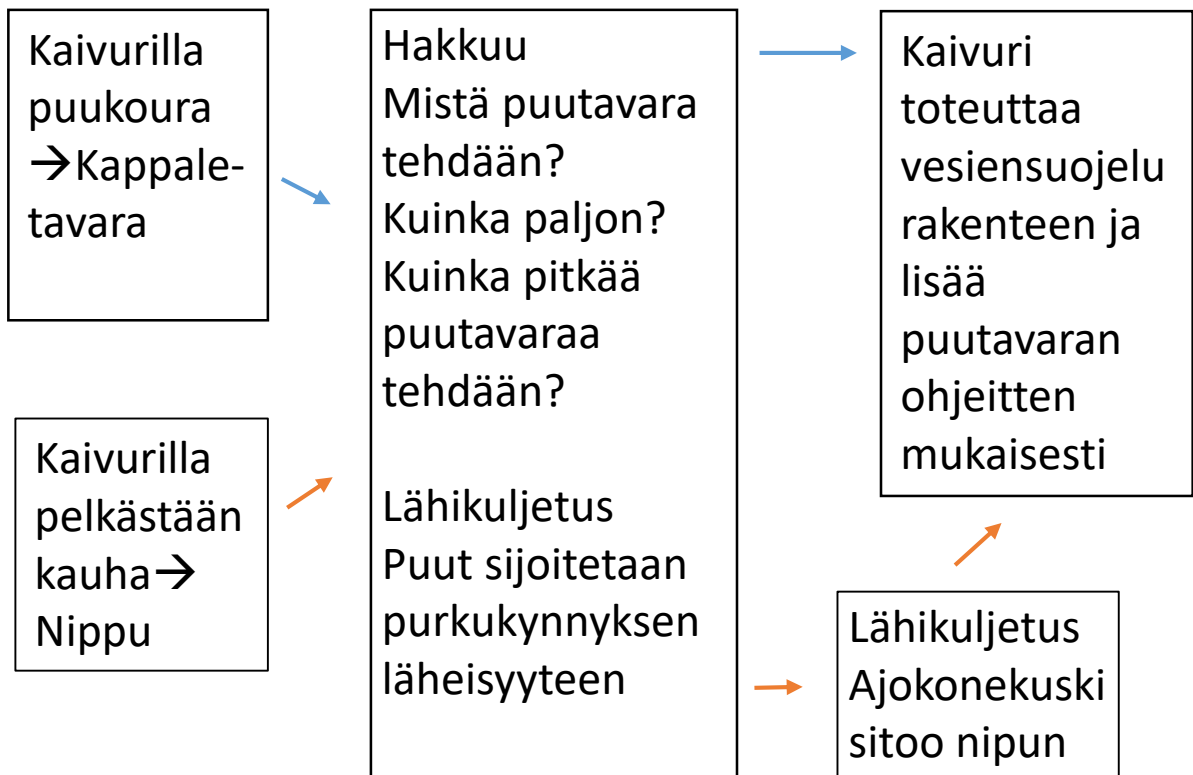 Kaivurilla
puukoura
→Kappale-
tavara
Kaivurilla
pelkästään
kauha→
Nippu
Hakkuu
Mistä puutavara
tehdään?
Kuinka paljon?
Kuinka pitkää
puutavaraa
tehdään?
Lähikuljetus
Puut sijoitetaan
purkukynnyksen
läheisyyteen
Kaivuri
toteuttaa
vesiensuojelu
rakenteen ja
lisää
puutavaran
ohjeitten
mukaisesti
Lähikuljetus
Ajokonekuski
sitoo nipun